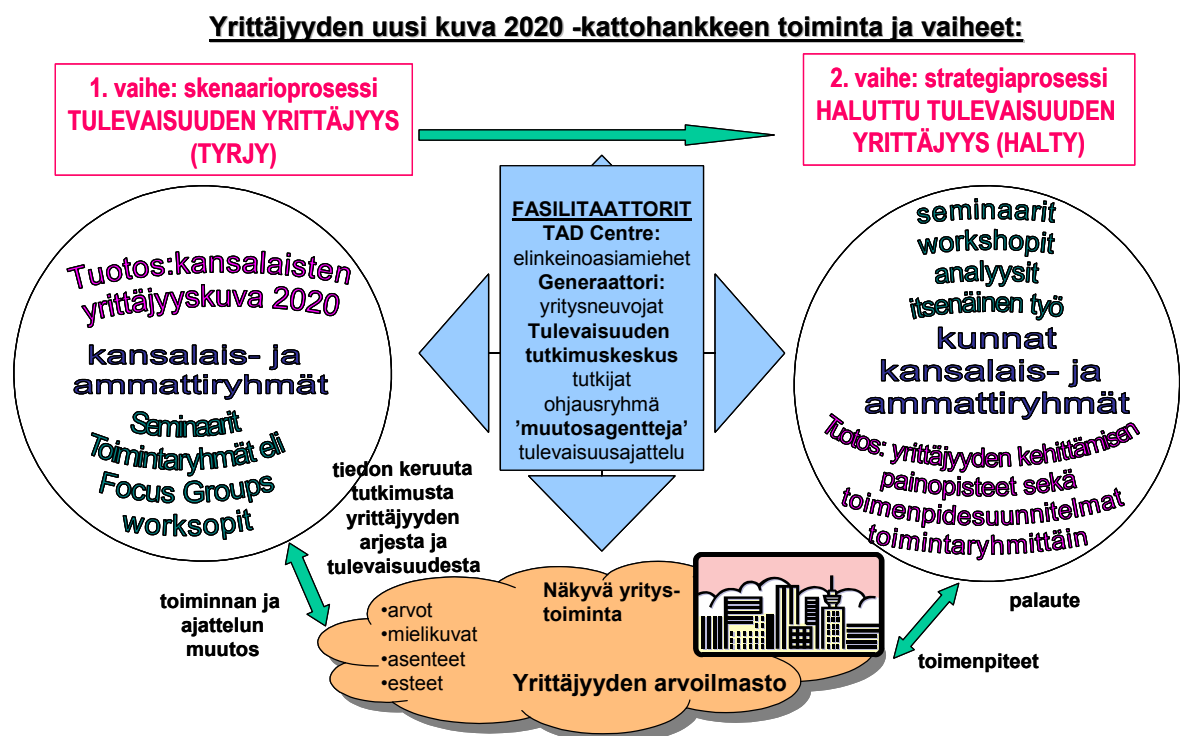 Yrittäjyyden uusi kuva 2020 -kattohankkeen toiminta ja vaiheet:
1. vaihe: skenaarioprosessi
TULEVAISUUDEN YRITTÄJYYS
(TYRJY)
2. vaihe: strategiaprosessi
HALUTTU TULEVAISUUDEN
YRITTÄJYYS (HALTY)
Tuotos:kansalaisten
yrittäjyyskuva 2020
kansalais- ja
ammattiryhmät
Seminaarit
Toimintaryhmät eli
Focus Groups
worksopit
FASILITAATTORIT
TAD Centre:
elinkeinoasiamiehet
Generaattori:
yritysneuvojat
Tulevaisuuden
tutkimuskeskus
tutkijat
ohjausryhmä
’muutosagentteja’
tulevaisuusajattelu
seminaarit
workshopit
analyysit
itsenäinen työ
kunnat
kansalais- ja
ammattiryhmät
Tuotos: yrittäjyyden kehittämisen
painopisteet sekä
toimenpidesuunnitelmat
toimintaryhmittäin
tiedon keruuta
tutkimusta
yrittäjyyden
arjesta ja
tulevaisuudesta
toiminnan ja
ajattelun
muutos
•arvot
•mielikuvat
•asenteet
•esteet
Näkyvä yritys-
toiminta
Yrittäjyyden arvoilmasto
palaute
toimenpiteet